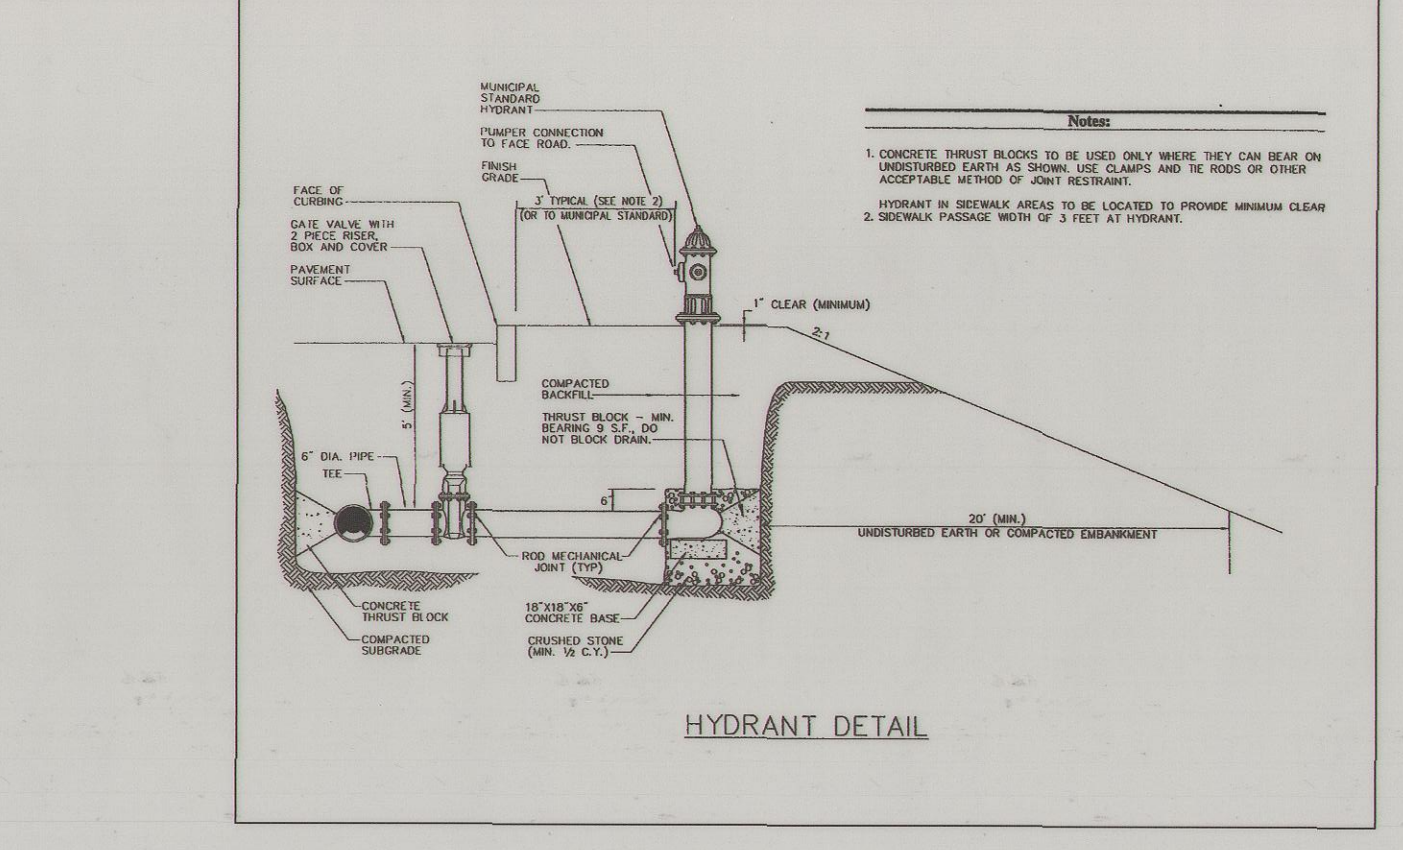 MUNICIPAL
STANDARD
HYDRANT
PUMPER CONNECTION
TO FACE ROAD.
FINISH
GRADE
FACE OF
CURBING
3' TYPICAL (SEE NOTE 2)
(OR TO MUNICIPAL STANDARD)
GATE VALVE WITH
2 PIECE RISER,
BOX AND COVER
PAVEMENT
SURFACE
Notes:
1. CONCRETE THRUST BLOCKS TO BE USED ONLY WHERE THEY CAN BEAR ON
UNDISTURBED EARTH AS SHOWN. USE CLAMPS AND TIE RODS OR OTHER
ACCEPTABLE METHOD OF JOINT RESTRAINT.
HYDRANT IN SIDEWALK AREAS TO BE LOCATED TO PROVIDE MINIMUM CLEAR
2. SIDEWALK PASSAGE WIDTH OF 3 FEET AT HYDRANT.
1" CLEAR (MINIMUM)
2:1
5' (MIN.)
COMPACTED
BACKFILL
THRUST BLOCK - MIN.
BEARING 9 S.F., DO
NOT BLOCK DRAIN.
6" DIA. PIPE
TEE
6"
20' (MIN.)
UNDISTURBED EARTH OR COMPACTED EMBANKMENT
ROD MECHANICAL
JOINT (TYP)
CONCRETE
THRUST BLOCK
COMPACTED
SUBGRADE
18"X18"X6"
CONCRETE BASE
CRUSHED STONE
(MIN. ½ C.Y.)
HYDRANT DETAIL